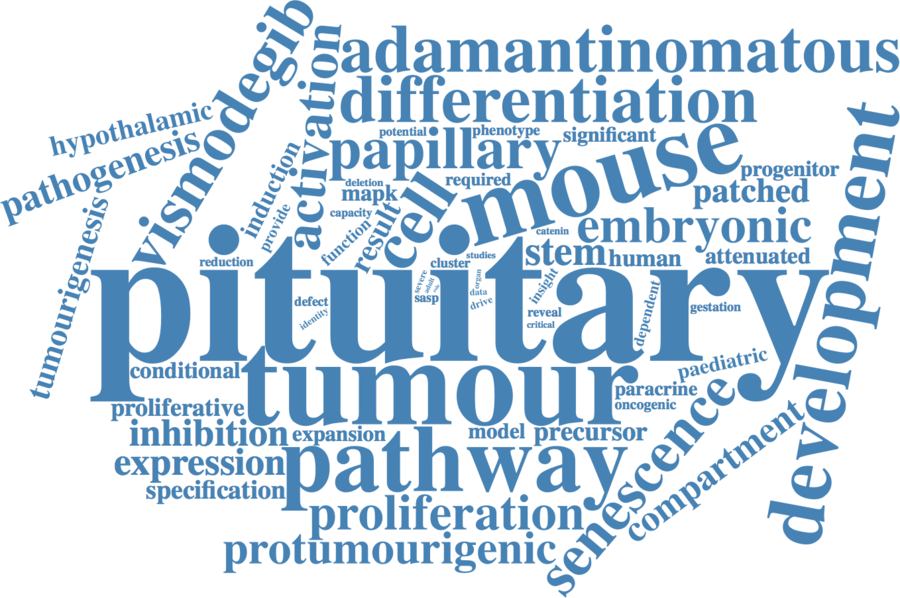 adamantinomatous
vismodegib
activation
differentiation
hypothalamic
potential
phenotype
significant
pathogenesis
papillary
mouse
development
induction
deletion
required
progenitor
mapk
cell
patched
tumourigenesis
provide
capacity
function
result
catenin
embryonic
stem
human
attenuated
reduction
cluster
studies
pituitary
severe
adult
sasp
organ
data
drive
insight
dependent
defect
identity
reveal
critical
gestation
conditional
tumour
paediatric
paracrine
oncogenic
proliferative
inhibition
expansion
model
precursor
senescence
compartment
expression
pathway
specification
proliferation
protumourigenic